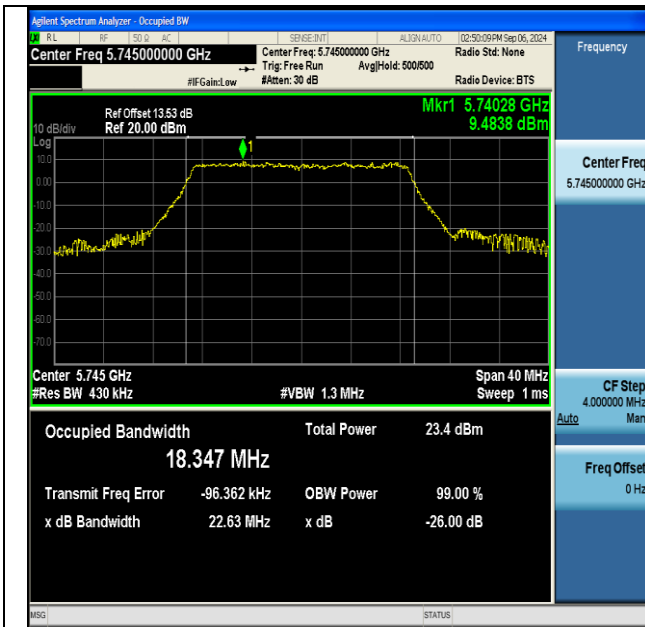 Agilent Spectrum Analyzer - Occupied BW
LXI RL RF 50 Ω AC SENSE:INT ALIGN AUTO 02:50:09 PM Sep 06, 2024
Center Freq 5.745000000 GHz
Center Freq: 5.745000000 GHz
Radio Std: None
Trig: Free Run Avg|Hold: 500/500
#IFGain:Low #Atten: 30 dB Radio Device: BTS
Frequency
Mkr1 5.74028 GHz
9.4838 dBm
Ref Offset 13.53 dB
10 dB/div Ref 20.00 dBm
Log
1
10.0
0.00
-10.0
-20.0
-30.0
-40.0
-50.0
-60.0
-70.0
Center 5.745 GHz Span 40 MHz
#Res BW 430 kHz #VBW 1.3 MHz Sweep 1 ms
Occupied Bandwidth Total Power 23.4 dBm
18.347 MHz
Transmit Freq Error -96.362 kHz OBW Power 99.00 %
x dB Bandwidth 22.63 MHz x dB -26.00 dB
Center Freq
5.745000000 GHz
CF Step
4.000000 MHz
Auto Man
Freq Offset
0 Hz
MSG STATUS